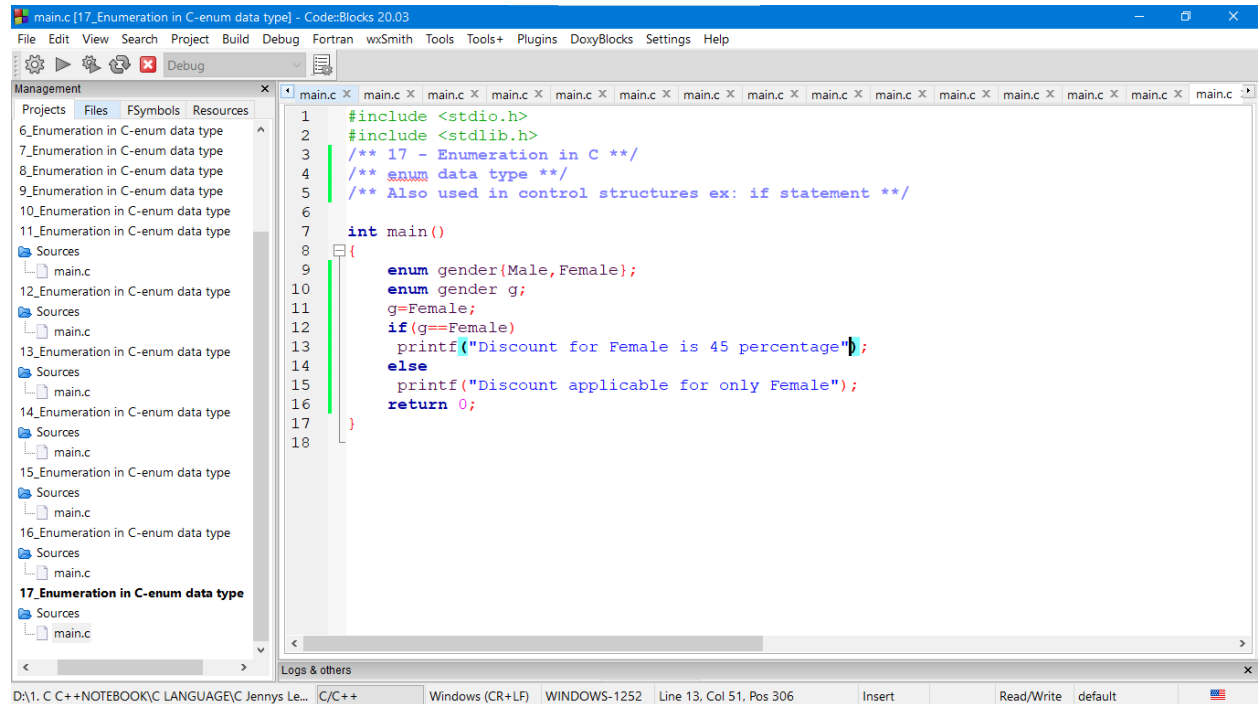 main.c [17_Enumeration in C-enum data type] - Code::Blocks 20.03
File Edit View Search Project Build Debug Fortran wxSmith Tools Tools+ Plugins DoxyBlocks Settings Help
Debug
Management
main.c main.c main.c main.c main.c main.c main.c main.c main.c main.c main.c main.c main.c main.c main.c
Projects Files FSymbols Resources
6_Enumeration in C-enum data type
7_Enumeration in C-enum data type
8_Enumeration in C-enum data type
9_Enumeration in C-enum data type
10_Enumeration in C-enum data type
11_Enumeration in C-enum data type
Sources
main.c
12_Enumeration in C-enum data type
Sources
main.c
13_Enumeration in C-enum data type
Sources
main.c
14_Enumeration in C-enum data type
Sources
main.c
15_Enumeration in C-enum data type
Sources
main.c
16_Enumeration in C-enum data type
Sources
main.c
17_Enumeration in C-enum data type
Sources
main.c
1 #include <stdio.h>
2 #include <stdlib.h>
3 /** 17 - Enumeration in C **/
4 /** enum data type **/
5 /** Also used in control structures ex: if statement **/
6
7 int main()
8 {
9 enum gender{Male,Female};
10 enum gender g;
11 g=Female;
12 if(g==Female)
13 printf("Discount for Female is 45 percentage");
14 else
15 printf("Discount applicable for only Female");
16 return 0;
17 }
18
Logs & others
D:\1. C C++NOTEBOOK\C LANGUAGE\C Jennys Le... C/C++ Windows (CR+LF) WINDOWS-1252 Line 13, Col 51, Pos 306 Insert Read/Write default